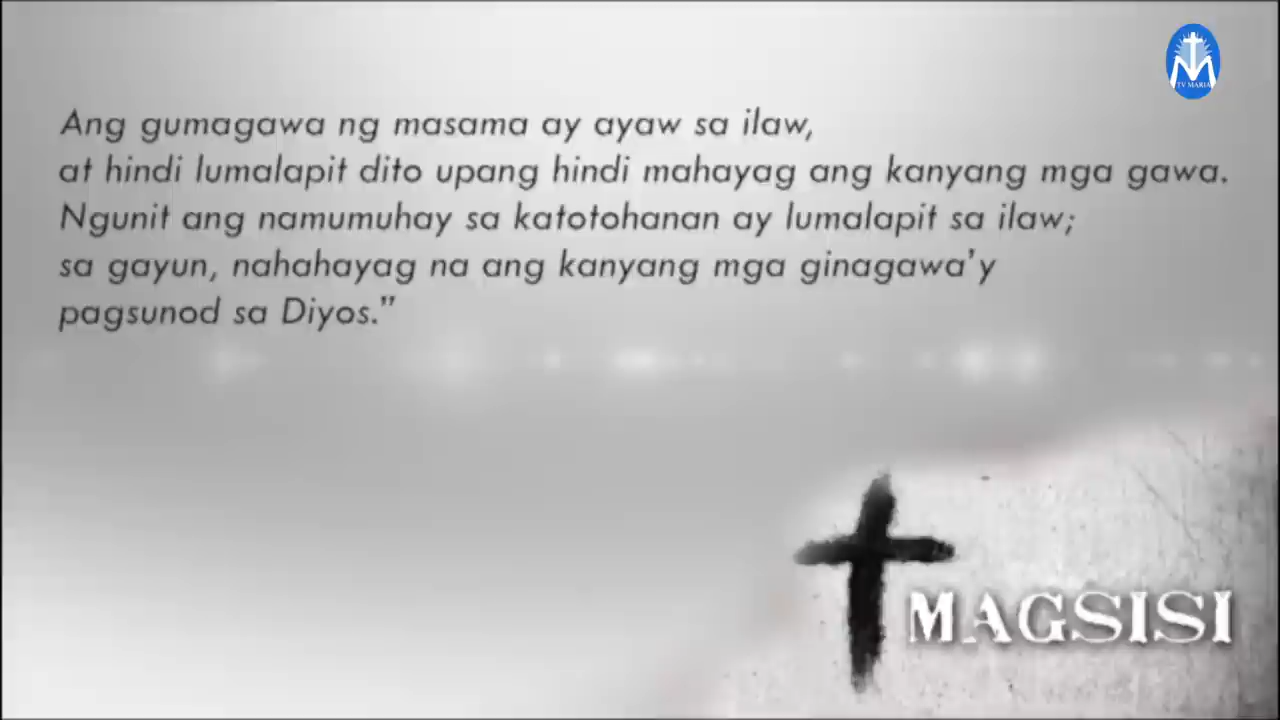 TV MARIA
Ang gumagawa ng masama ay ayaw sa ilaw,
at hindi lumalapit dito upang hindi mahayag ang kanyang mga gawa.
Ngunit ang namumuhay sa katotohanan ay lumalapit sa ilaw;
sa gayun, nahahayag na ang kanyang mga ginagawa'y
pagsunod sa Diyos."
MAGSISI